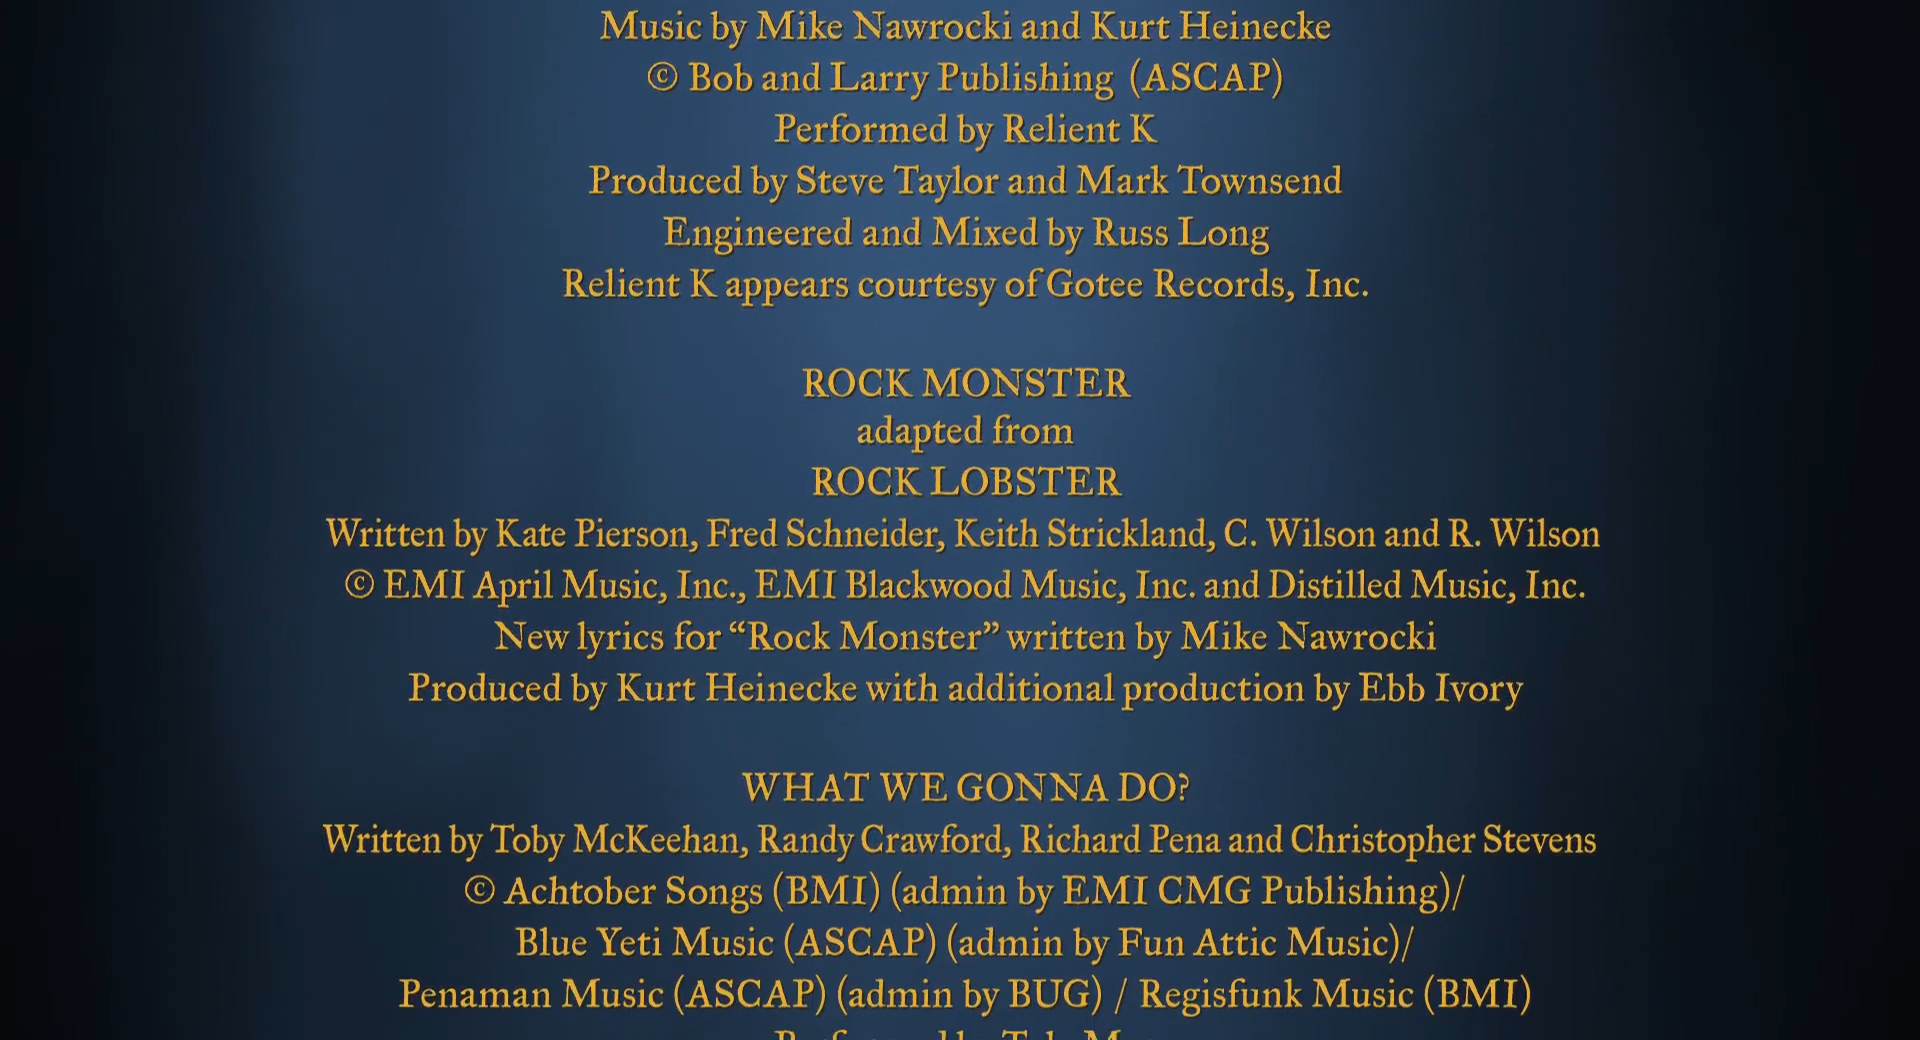 Music by Mike Nawrocki and Kurt Heinecke
© Bob and Larry Publishing (ASCAP)
Performed by Relient K
Produced by Steve Taylor and Mark Townsend
Engineered and Mixed by Russ Long
Relient K appears courtesy of Gotee Records, Inc.
ROCK MONSTER
adapted from
ROCK LOBSTER
Written by Kate Pierson, Fred Schneider, Keith Strickland, C. Wilson and R. Wilson
© EMI April Music, Inc., EMI Blackwood Music, Inc. and Distilled Music, Inc.
New lyrics for “Rock Monster” written by Mike Nawrocki
Produced by Kurt Heinecke with additional production by Ebb Ivory
WHAT WE GONNA DO?
Written by Toby McKeehan, Randy Crawford, Richard Pena and Christopher Stevens
© Achtober Songs (BMI) (admin by EMI CMG Publishing)/
Blue Yeti Music (ASCAP) (admin by Fun Attic Music)/
Penaman Music (ASCAP) (admin by BUG) / Regisfunk Music (BMI)